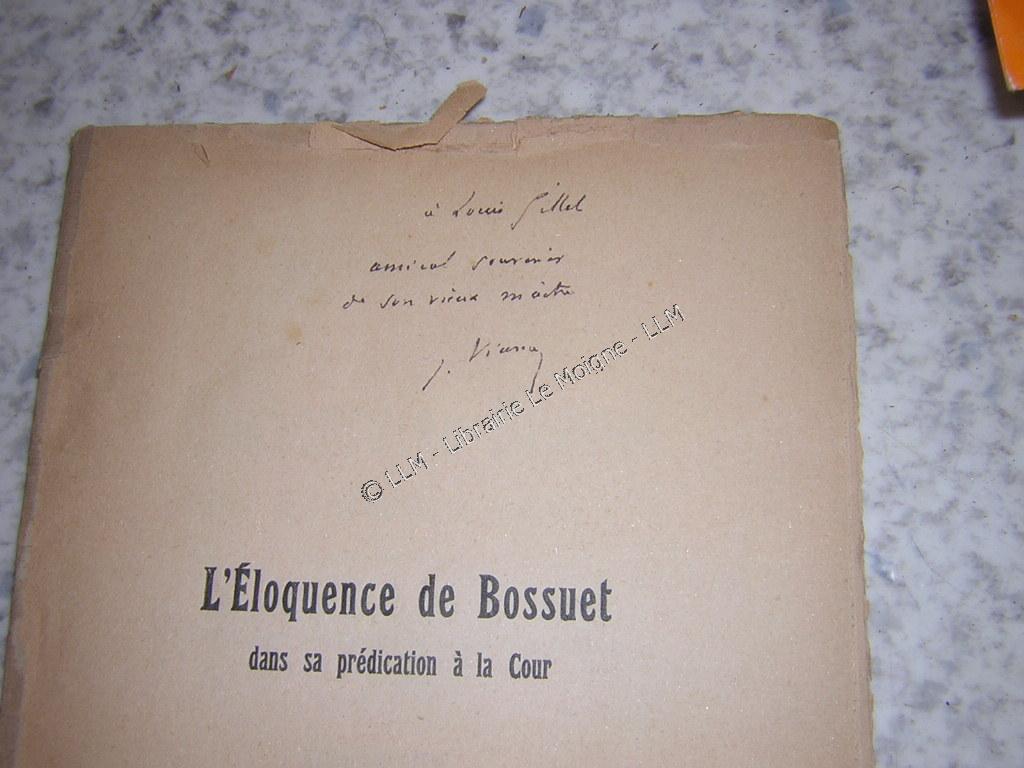 à Louis Gillet
amical souvenir
de son vieux maître
J. Vianey
© LLM - Librairie Le Moigne - LLM
L'Éloquence de Bossuet
dans sa prédication à la Cour